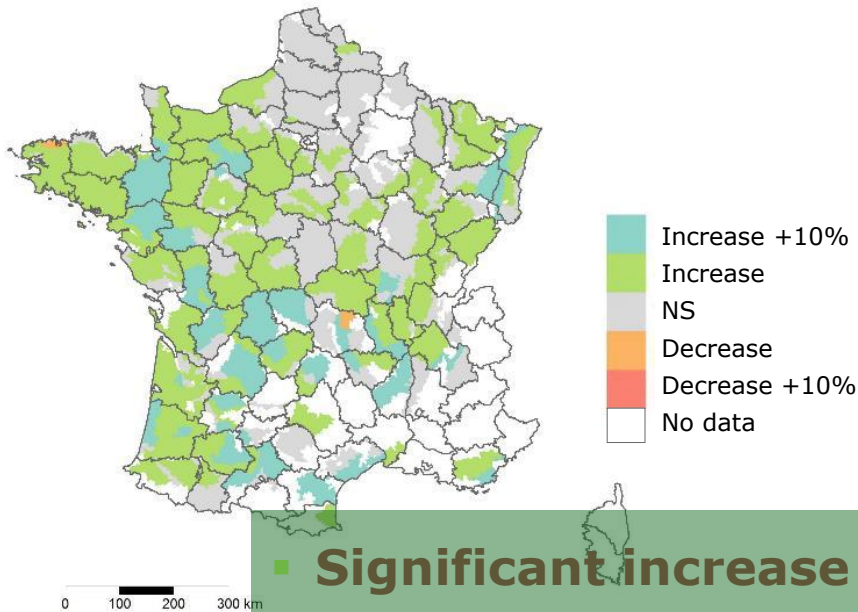 Increase +10%
Increase
NS
Decrease
Decrease +10%
No data
Significant increase
0 100 200 300 km